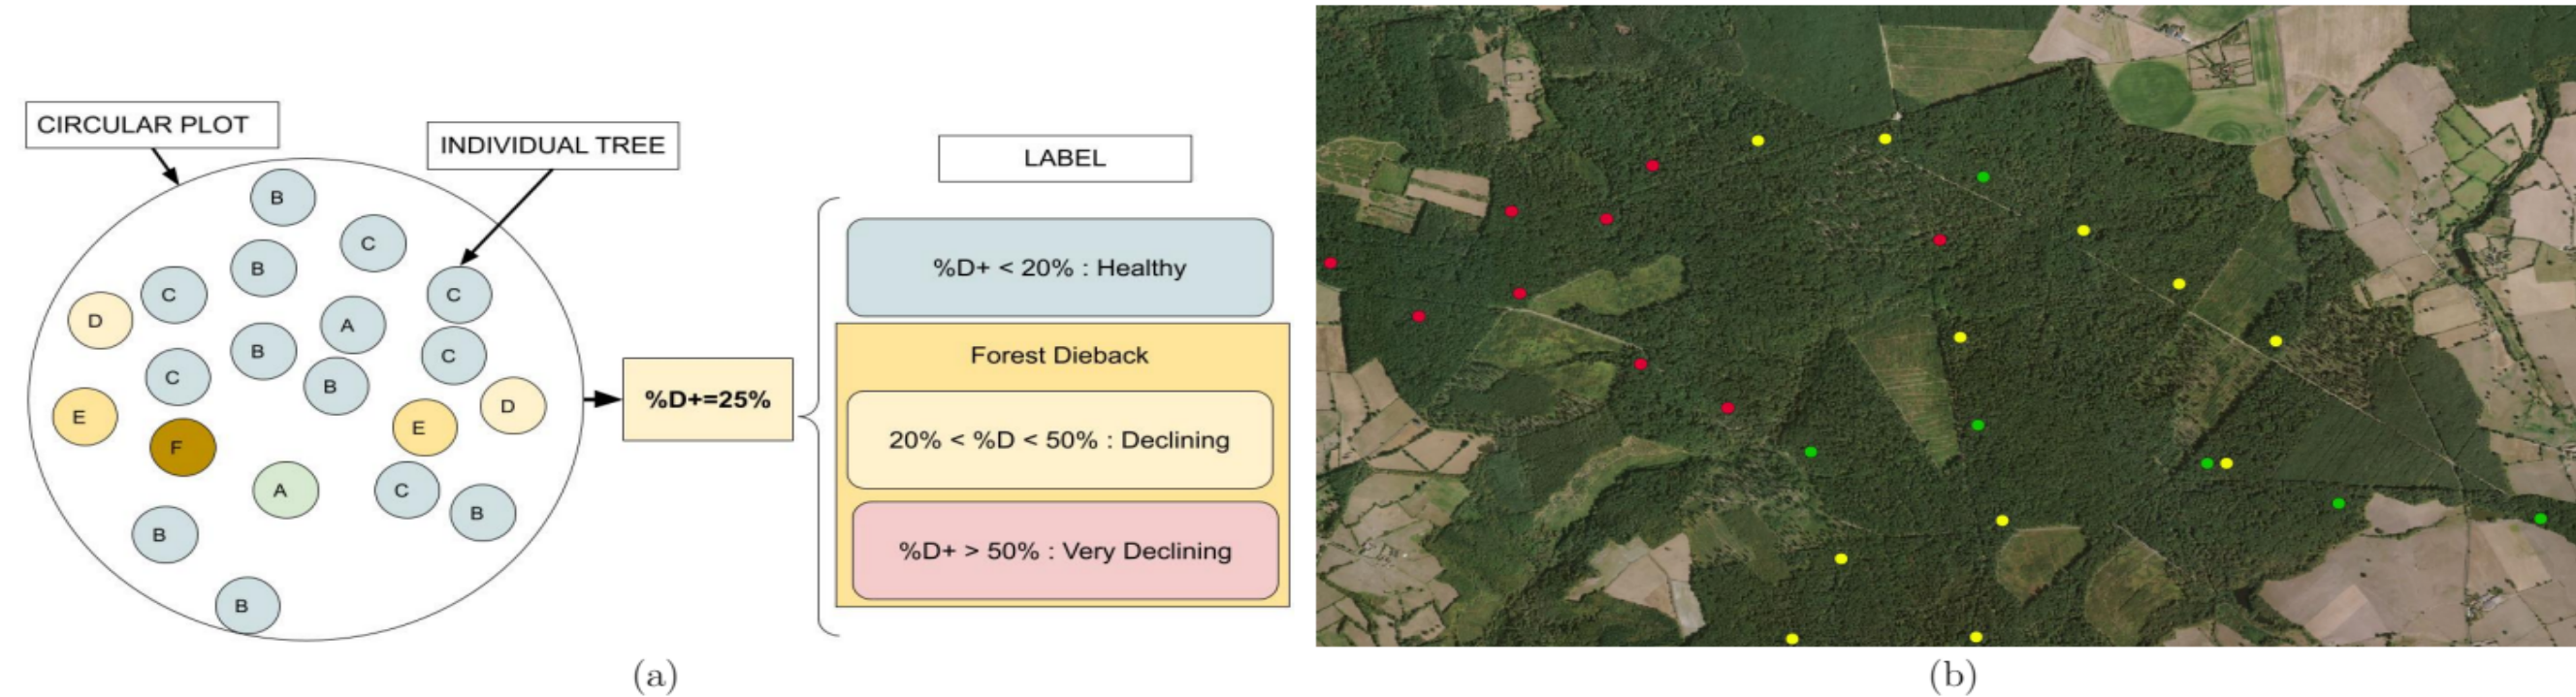 CIRCULAR PLOT
INDIVIDUAL TREE
LABEL
B
C
B
C
C
D
A
B
C
C
B
D
E
E
F
A
C
B
B
B
%D+=25%
%D+ < 20% : Healthy
Forest Dieback
20% < %D < 50% : Declining
%D+ > 50% : Very Declining
(a)
(b)